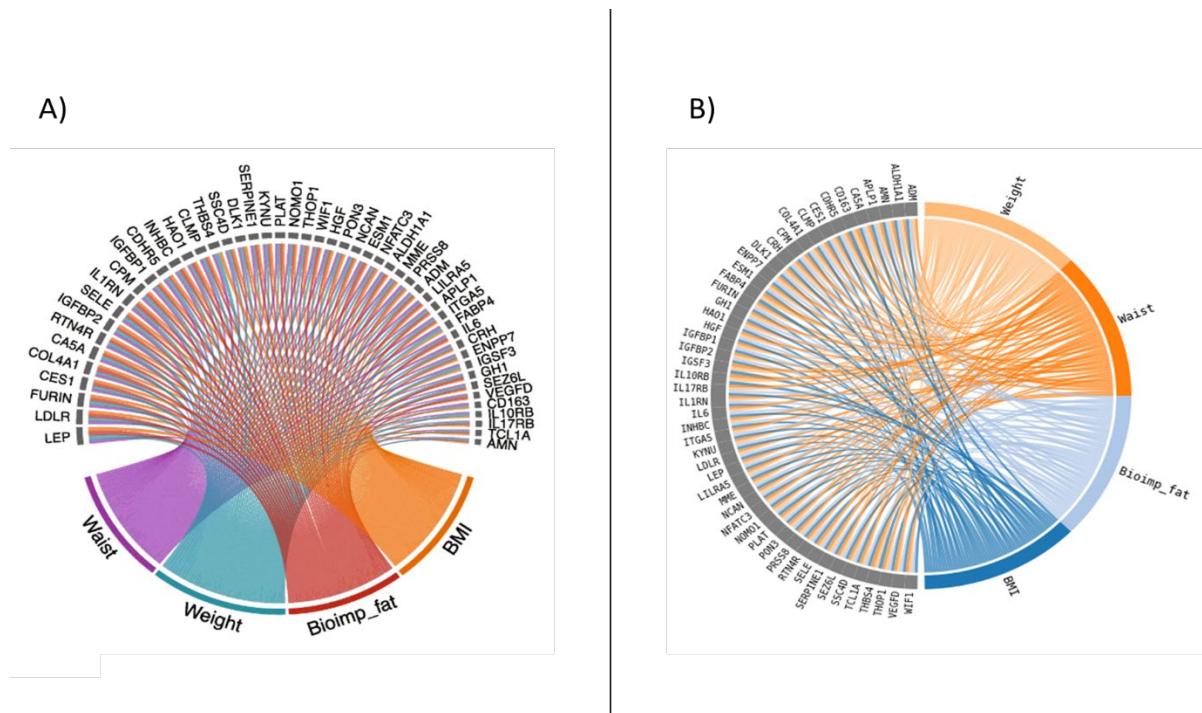 A)
LEP
LDLR
FURIN
CES1
COL4A1
CA5A
RTN4R
IGFBP2
SELE
IL1RN
CPM
IGFBP1
CDHR5
INHBC
HAO1
CLMP
THBS4
SSC4D
DLK1
SERPINE1
KYNU
PLAT
NOMO1
THOP1
WIF1
HGF
PON3
NCAN
ESM1
NFATC3
ALDH1A1
MME
PRSS8
ADM
LILRA5
APLP1
ITGA5
FABP4
IL6
CRH
ENPP7
IGSF3
GH1
SEZ6L
VEGFD
CD163
IL10RB
IL17RB
TCL1A
AMN
Waist
Weight
Bioimp_fat
BMI
B)
ADM
ALDH1A1
AMN
APLP1
CA5A
CD163
CDHR5
CES1
CLMP
COL4A1
CPM
CRH
DLK1
ENPP7
ESM1
FABP4
FURIN
GH1
HAO1
HGF
IGFBP1
IGFBP2
IGSF3
IL10RB
IL17RB
IL1RN
IL6
INHBC
ITGA5
KYNU
LDLR
LEP
LILRA5
MME
NCAN
NFATC3
NOMO1
PLAT
PON3
PRSS8
RTN4R
SELE
SERPINE1
SEZ6L
SSC4D
TCL1A
THBS4
THOP1
VEGFD
WIF1
Weight
Waist
Bioimp_fat
BMI